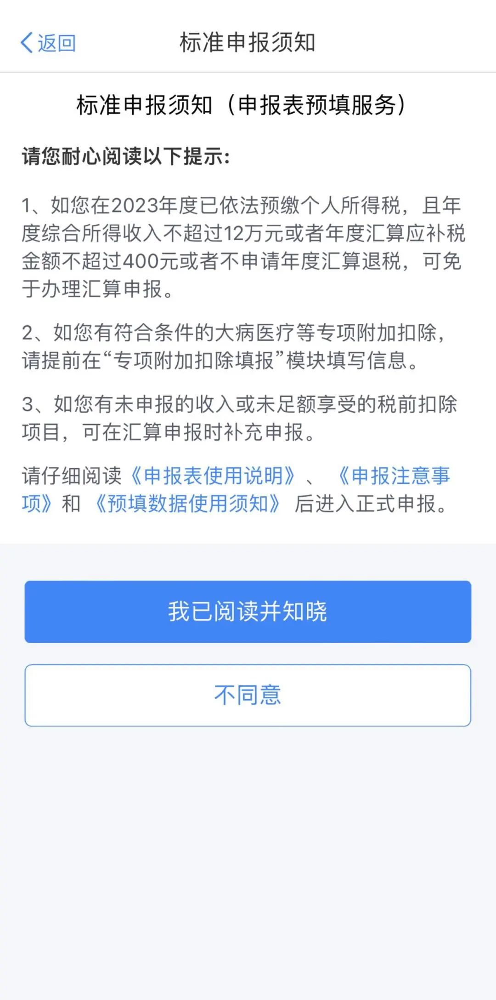 返回
标准申报须知
标准申报须知（申报表预填服务）
请您耐心阅读以下提示:
1、如您在2023年度已依法预缴个人所得税，且年
度综合所得收入不超过12万元或者年度汇算应补税
金额不超过400元或者不申请年度汇算退税，可免
于办理汇算申报。
2、如您有符合条件的大病医疗等专项附加扣除，
请提前在“专项附加扣除填报”模块填写信息。
3、如您有未申报的收入或未足额享受的税前扣除
项目，可在汇算申报时补充申报。
请仔细阅读《申报表使用说明》、《申报注意事
项》和《预填数据使用须知》后进入正式申报。
我已阅读并知晓
不同意